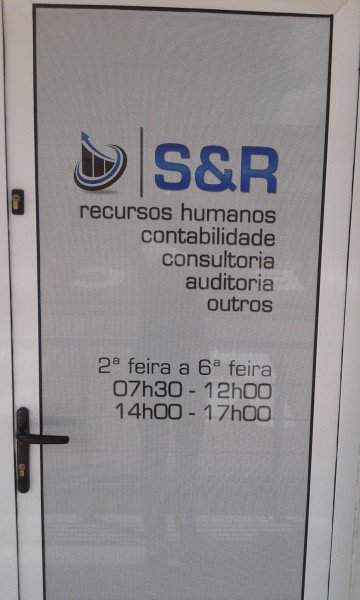 S&R
recursos humanos
contabilidade
consultoria
auditoria
outros
2ª feira a 6ª feira
07h30 - 12h00
14h00 - 17h00